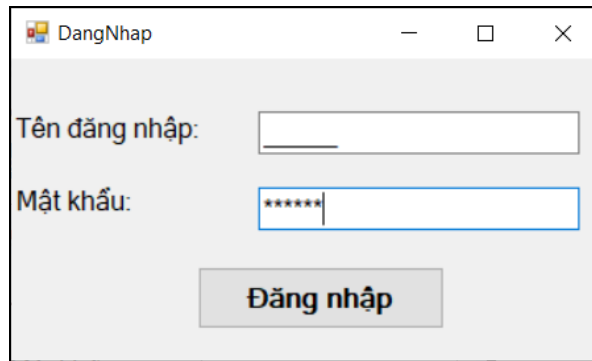 DangNhap
Tên đăng nhập: ______
Mật khẩu: ******
Đăng nhập